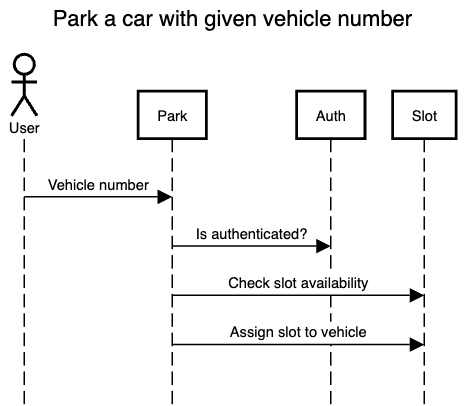 Park a car with given vehicle number
User
Park
Auth
Slot
Vehicle number
Is authenticated?
Check slot availability
Assign slot to vehicle